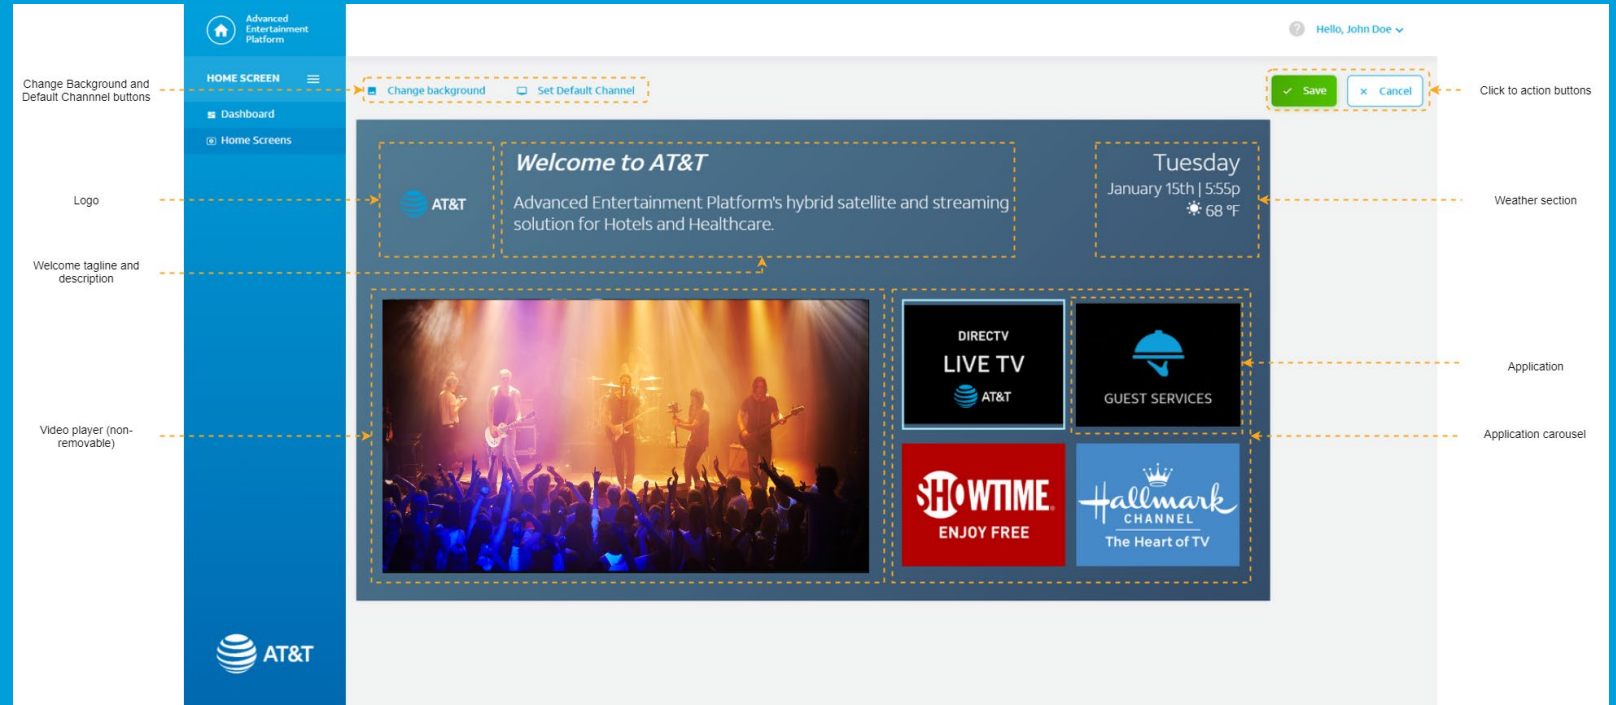 Advanced
Entertainment
Platform
Hello, John Doe
HOME SCREEN
Dashboard
Home Screens
Change Background and
Default Channnel buttons
Change background
Set Default Channel
Save
Cancel
Click to action buttons
Logo
AT&T
Welcome to AT&T
Advanced Entertainment Platform's hybrid satellite and streaming
solution for Hotels and Healthcare.
Tuesday
January 15th | 5:55p
68 °F
Weather section
Welcome tagline and
description
Video player (non-
removable)
DIRECTV
LIVE TV
AT&T
GUEST SERVICES
SHOWTIME
ENJOY FREE
Hallmark
CHANNEL
The Heart of TV
Application
Application carousel
AT&T